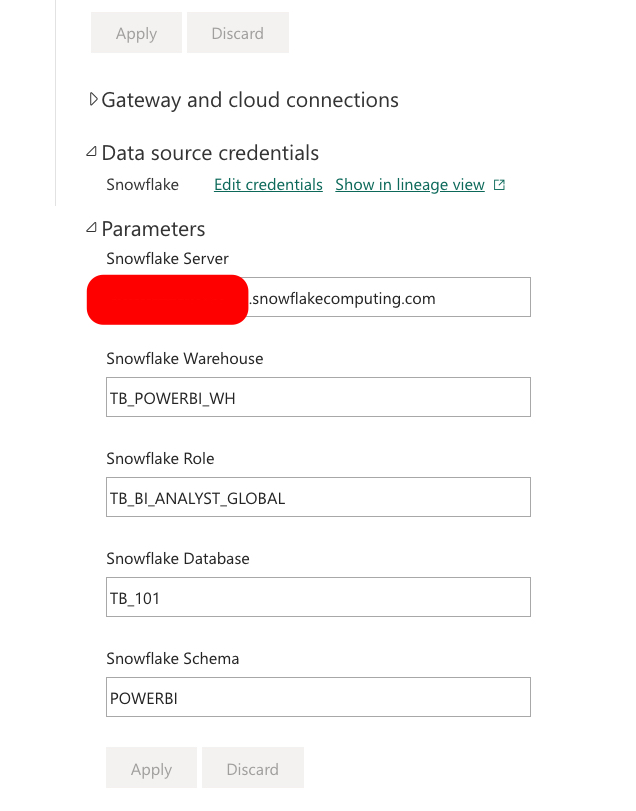 Apply Discard
Gateway and cloud connections
Data source credentials
Snowflake Edit credentials Show in lineage view
Parameters
Snowflake Server
.snowflakecomputing.com
Snowflake Warehouse
TB_POWERBI_WH
Snowflake Role
TB_BI_ANALYST_GLOBAL
Snowflake Database
TB_101
Snowflake Schema
POWERBI
Apply Discard